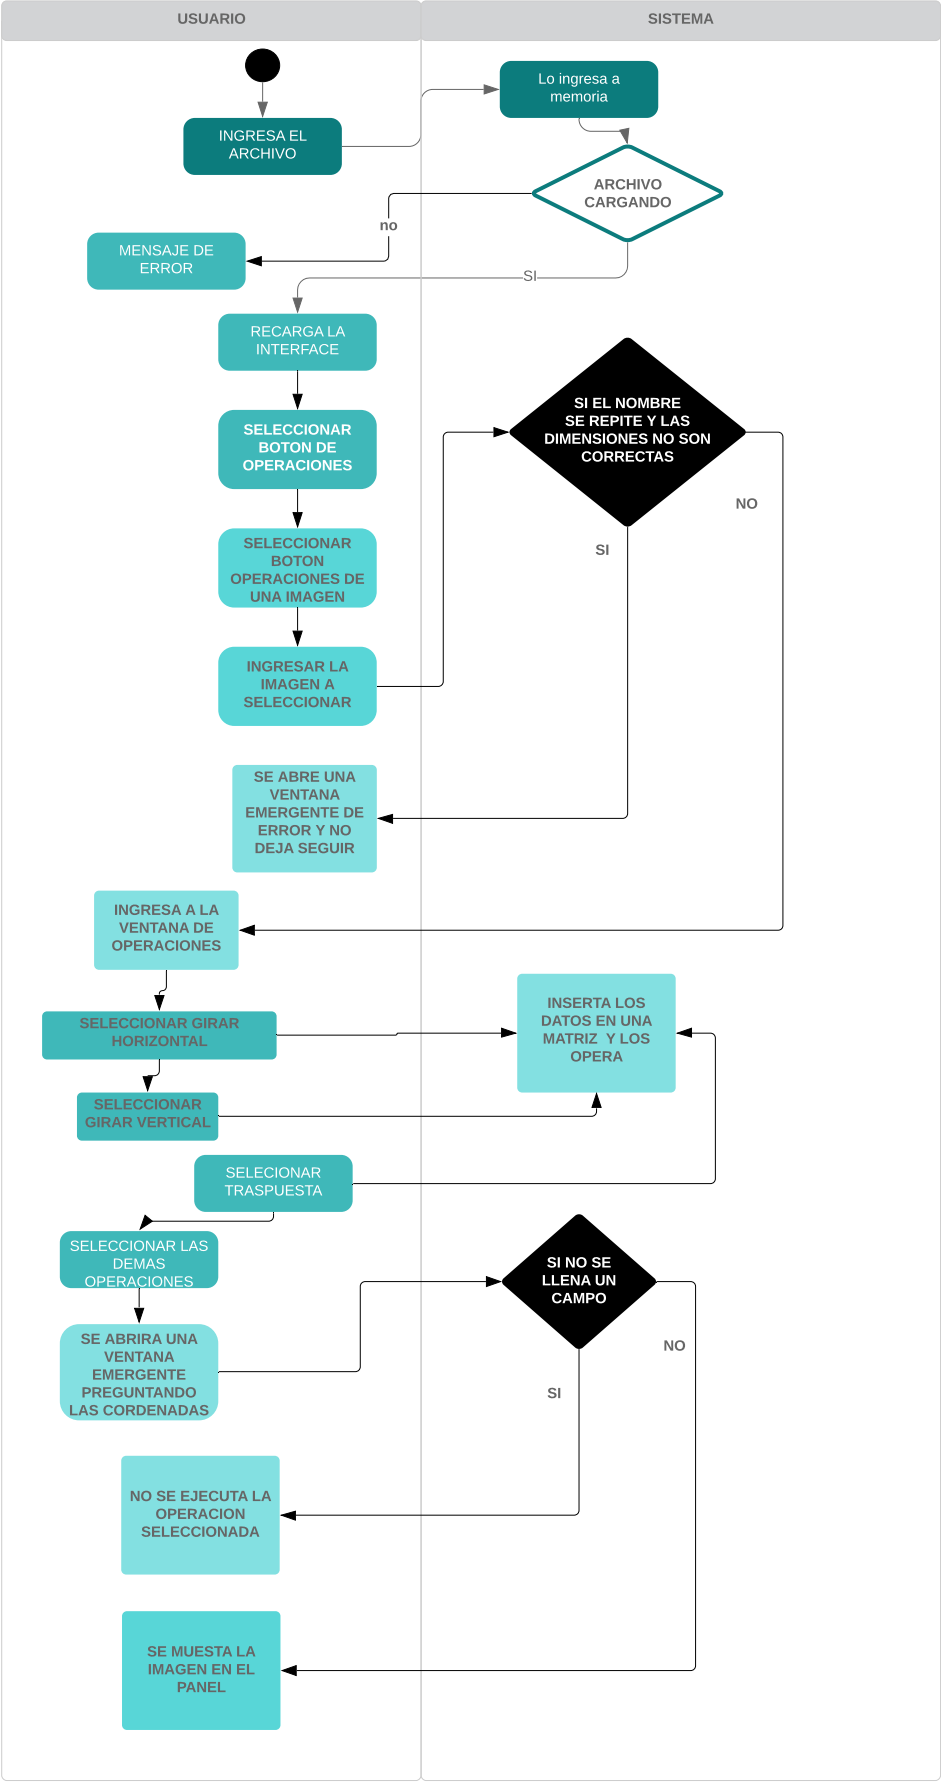 USUARIO
SISTEMA
Lo ingresa a
memoria
INGRESA EL
ARCHIVO
ARCHIVO
CARGANDO
no
MENSAJE DE
ERROR
SI
RECARGA LA
INTERFACE
SI EL NOMBRE
SE REPITE Y LAS
DIMENSIONES NO SON
CORRECTAS
SELECCIONAR
BOTON DE
OPERACIONES
NO
SI
SELECCIONAR
BOTON
OPERACIONES DE
UNA IMAGEN
INGRESAR LA
IMAGEN A
SELECCIONAR
SE ABRE UNA
VENTANA
EMERGENTE DE
ERROR Y NO
DEJA SEGUIR
INGRESA A LA
VENTANA DE
OPERACIONES
INSERTA LOS
DATOS EN UNA
MATRIZ  Y LOS
OPERA
SELECCIONAR GIRAR
HORIZONTAL
SELECCIONAR
GIRAR VERTICAL
SELECIONAR
TRASPUESTA
SELECCIONAR LAS
DEMAS
OPERACIONES
SI NO SE
LLENA UN
CAMPO
SE ABRIRA UNA
VENTANA
EMERGENTE
PREGUNTANDO
LAS CORDENADAS
NO
SI
NO SE EJECUTA LA
OPERACION
SELECCIONADA
SE MUESTA LA
IMAGEN EN EL
PANEL